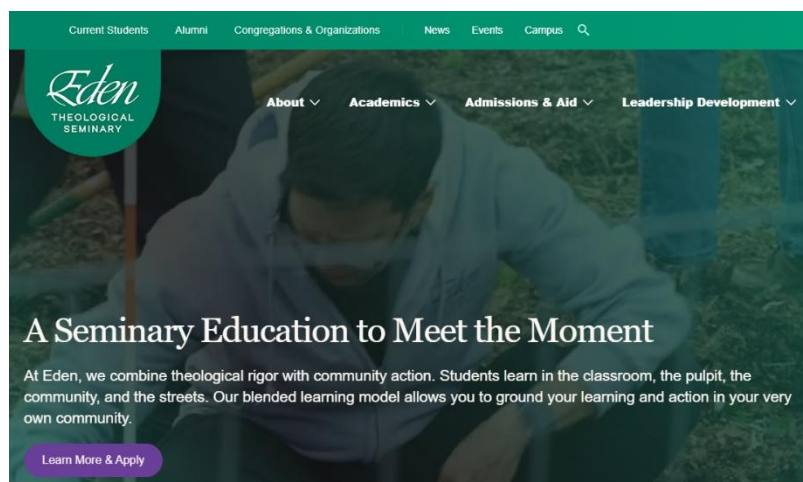 Current Students Alumni Congregations & Organizations News Events Campus
Eden
THEOLOGICAL
SEMINARY
About Academics Admissions & Aid Leadership Development
Eden
A Seminary Education to Meet the Moment
At Eden, we combine theological rigor with community action. Students learn in the classroom, the pulpit, the
community, and the streets. Our blended learning model allows you to ground your learning and action in your very
own community.
Learn More & Apply